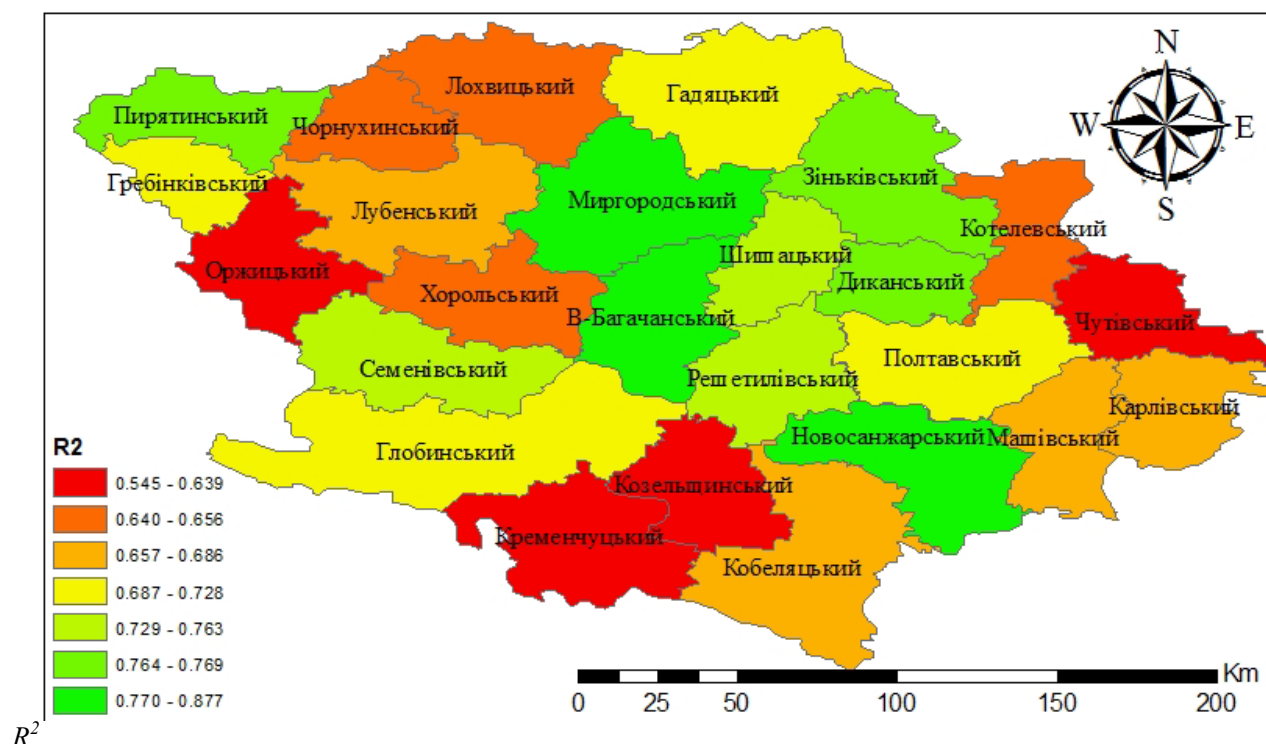 N
W E
S
Лохвицький
Гадяцький
Пирятинський
Чорнухинський
Гребінківський
Зіньківський
Миргородський
Лубенський
Котелевський
Шишацький
Оржицький
Диканський
Хорольський
В-Багачанський
Чутівський
Полтавський
Семенівський
Решетилівський
Карлівський
Новосанжарський
Машівський
Глобинський
Козельщинський
Кременчуцький
Кобеляцький
R2
0.545 - 0.639
0.640 - 0.656
0.657 - 0.686
0.687 - 0.728
0.729 - 0.763
0.764 - 0.769
0.770 - 0.877
Km
0 25 50 100 150 200
R²